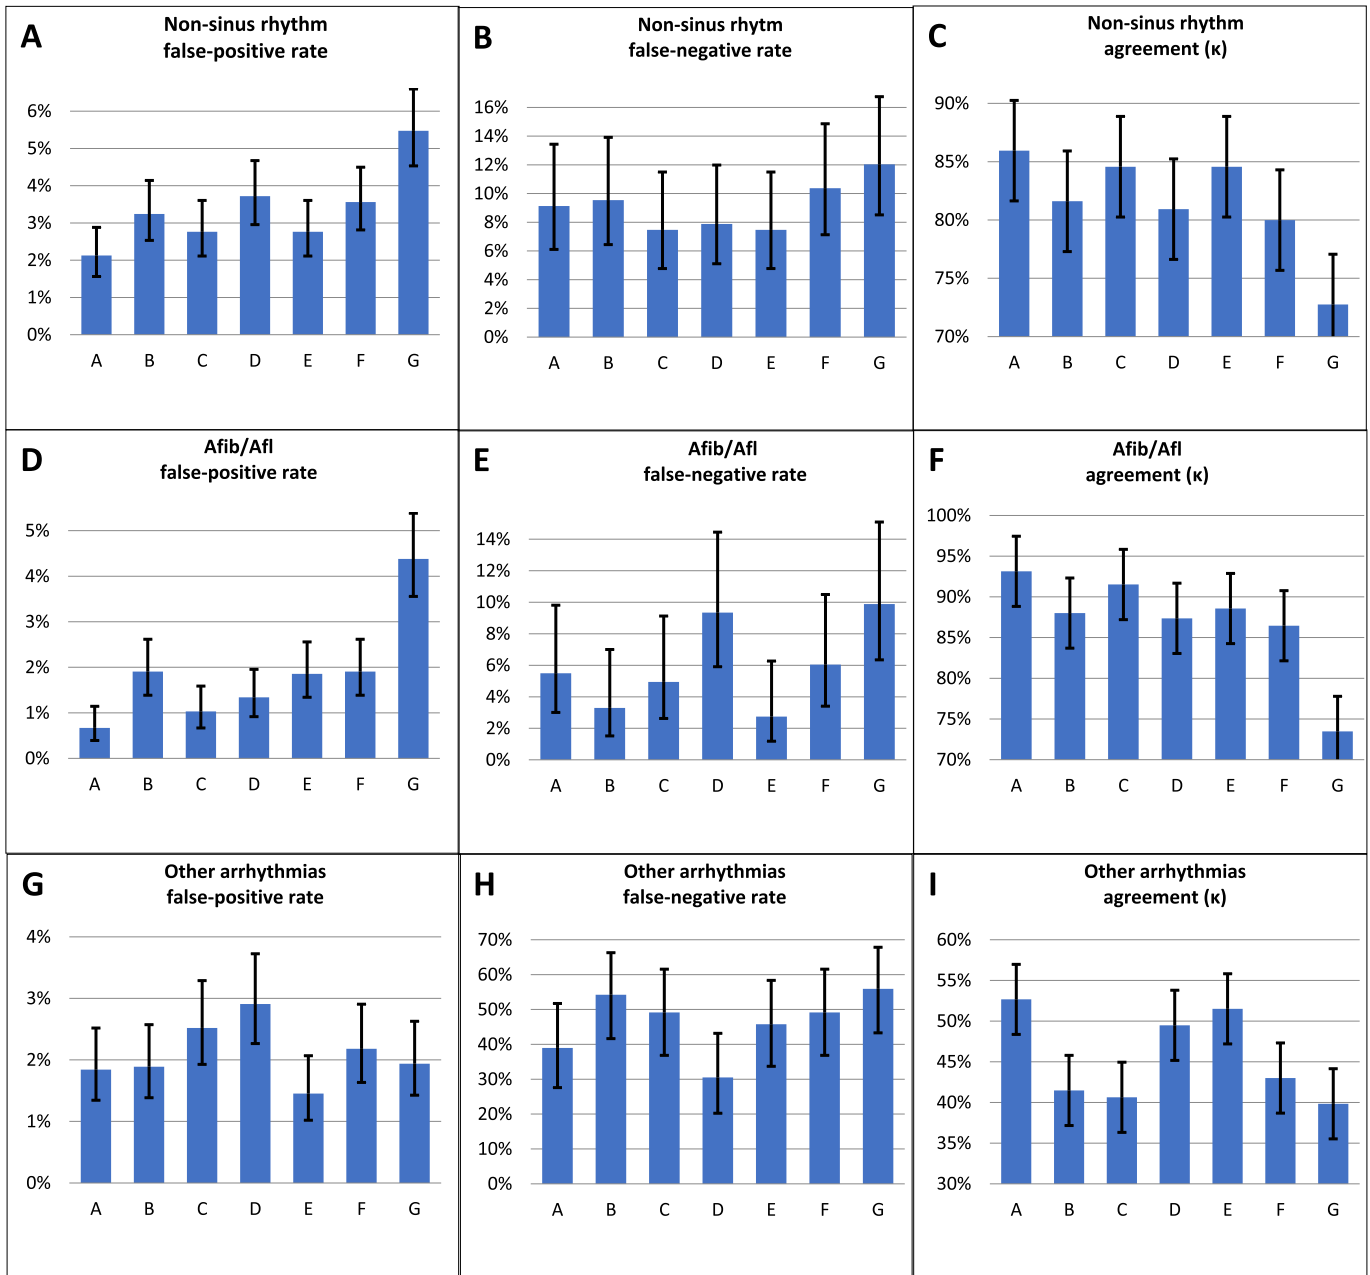 A
Non-sinus rhythm
false-positive rate
6%
5%
4%
3%
2%
1%
0%
A B C D E F G
B
Non-sinus rhytm
false-negative rate
16%
14%
12%
10%
8%
6%
4%
2%
0%
A B C D E F G
C
Non-sinus rhythm
agreement (κ)
90%
85%
80%
75%
70%
A B C D E F G
D
Afib/Afl
false-positive rate
5%
4%
3%
2%
1%
0%
A B C D E F G
E
Afib/Afl
false-negative rate
14%
12%
10%
8%
6%
4%
2%
0%
A B C D E F G
F
Afib/Afl
agreement (κ)
100%
95%
90%
85%
80%
75%
70%
A B C D E F G
G
Other arrhythmias
false-positive rate
4%
3%
2%
1%
0%
A B C D E F G
H
Other arrhythmias
false-negative rate
70%
60%
50%
40%
30%
20%
10%
0%
A B C D E F G
I
Other arrhythmias
agreement (κ)
60%
55%
50%
45%
40%
35%
30%
A B C D E F G